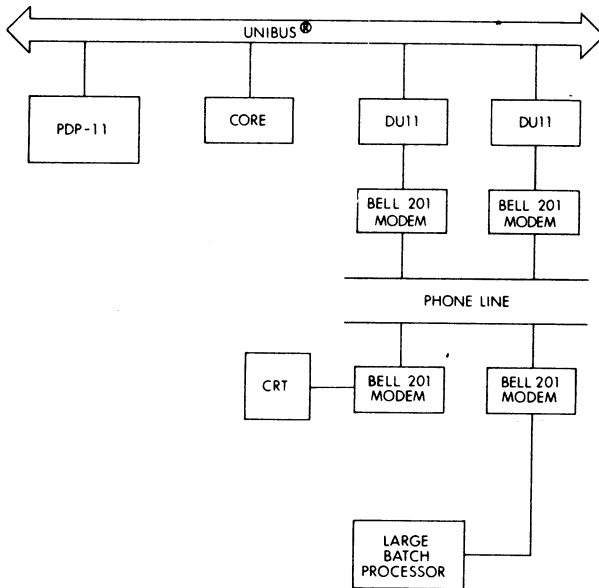 UNIBUS®
PDP-11
CORE
DU11
DU11
BELL 201
MODEM
BELL 201
MODEM
PHONE LINE
CRT
BELL 201
MODEM
BELL 201
MODEM
LARGE
BATCH
PROCESSOR